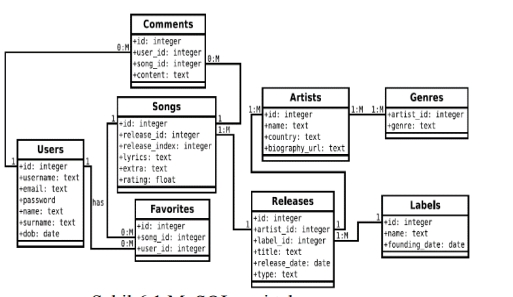 Comments
+id: integer
+user_id: integer
+song_id: integer
+content: text
0:M
0:M
Songs
+id: integer
+release_id: integer
+release_index: integer
+lyrics: text
+extra: text
+rating: float
1
1
1:M
Artists
+id: integer
+name: text
+country: text
+biography_url: text
1:M
1:M
1:M
Genres
+artist_id: integer
+genre: text
Users
+id: integer
+username: text
+email: text
+password
+name: text
+surname: text
+dob: date
1
1
has
Favorites
+id: integer
+song_id: integer
+user_id: integer
0:M
0:M
Releases
+id: integer
+artist_id: integer
+label_id: integer
+title: text
+release_date: date
+type: text
1
1
1:M
Labels
+id: integer
+name: text
+founding_date: date
1